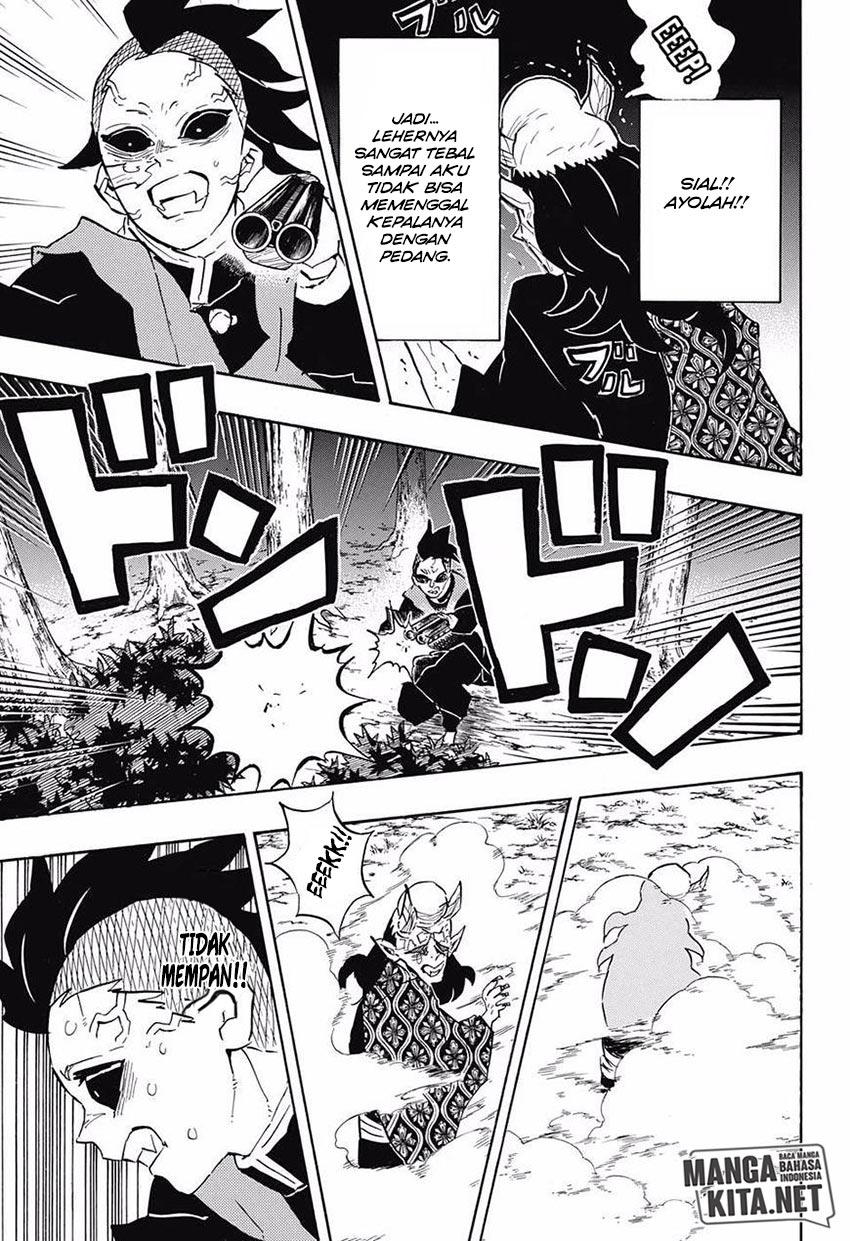 EEEP!
SIAL!!
AYOLAH!!
ブル
ブル
JADI...
LEHERNYA
SANGAT TEBAL
SAMPAI AKU
TIDAK BISA
MEMENGGAL
KEPALANYA
DENGAN
PEDANG.
ドン
ドン
EEEKK!!
TIDAK
MEMPAN!!
MANGA
KITA.NET
BACA MANGA
BAHASA
INDONESIA